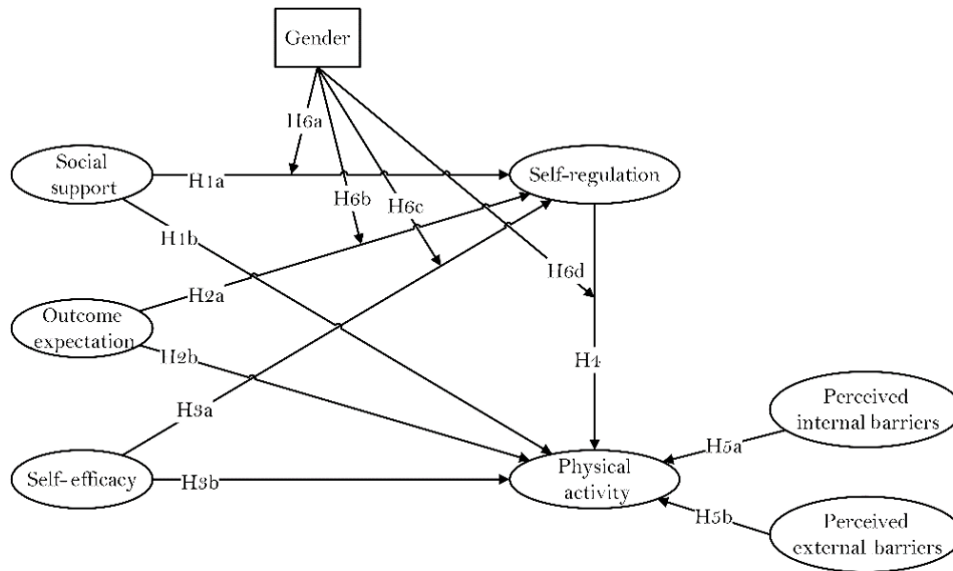 Gender
H6a
Social
support
H1a
Self-regulation
H6b
H6c
H1b
H6d
H2a
Outcome
expectation
H2b
H4
H3a
Perceived
internal barriers
H5a
Self-efficacy
H3b
Physical
activity
H5b
Perceived
external barriers